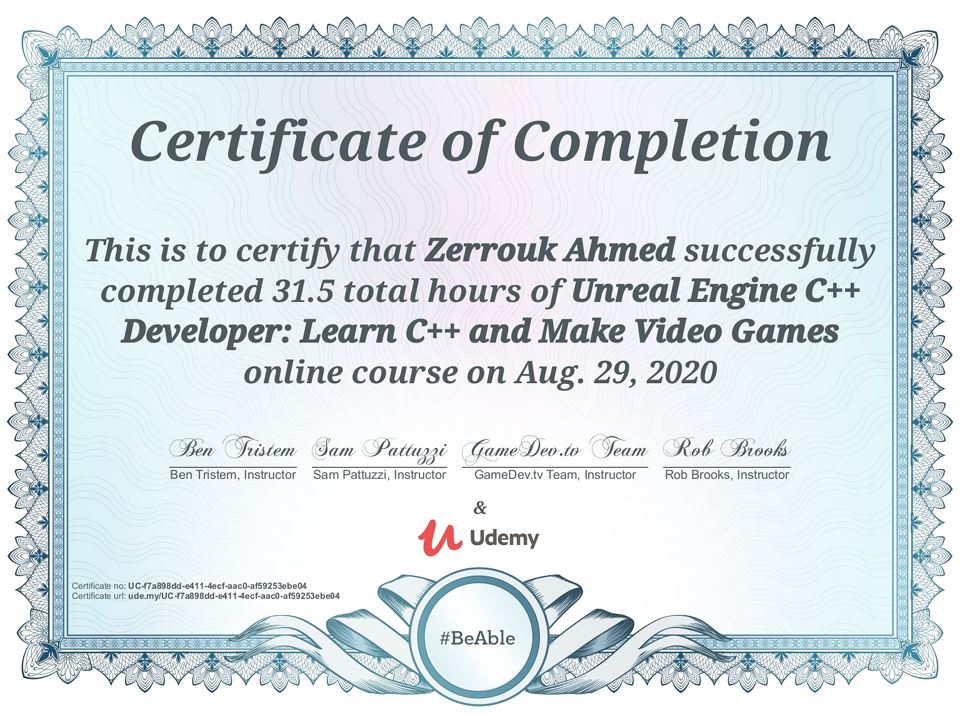 Certificate of Completion
This is to certify that Zerrouk Ahmed successfully
completed 31.5 total hours of Unreal Engine C++
Developer: Learn C++ and Make Video Games
online course on Aug. 29, 2020
Ben Tristem Sam Pattuzzi GameDev.tv Team Rob Brooks
Ben Tristem, Instructor Sam Pattuzzi, Instructor GameDev.tv Team, Instructor Rob Brooks, Instructor
&
Udemy
Certificate no: UC-f7a898dd-e411-4ecf-aac0-af59253ebe04
Certificate url: ude.my/UC-f7a898dd-e411-4ecf-aac0-af59253ebe04
#BeAble